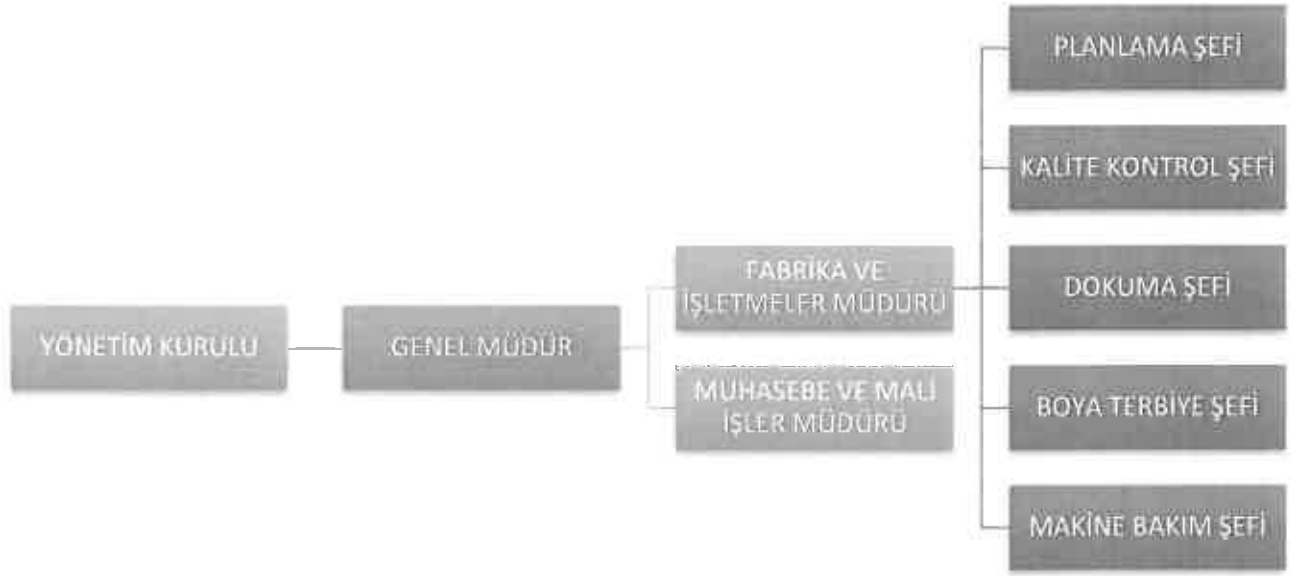 YÖNETİM KURULU
GENEL MÜDÜR
FABRİKA VE
İŞLETMELER MÜDÜRÜ
MUHASEBE VE MALİ
İŞLER MÜDÜRÜ
PLANLAMA ŞEFİ
KALİTE KONTROL ŞEFİ
DOKUMA ŞEFİ
BOYA TERBİYE ŞEFİ
MAKİNE BAKIM ŞEFİ